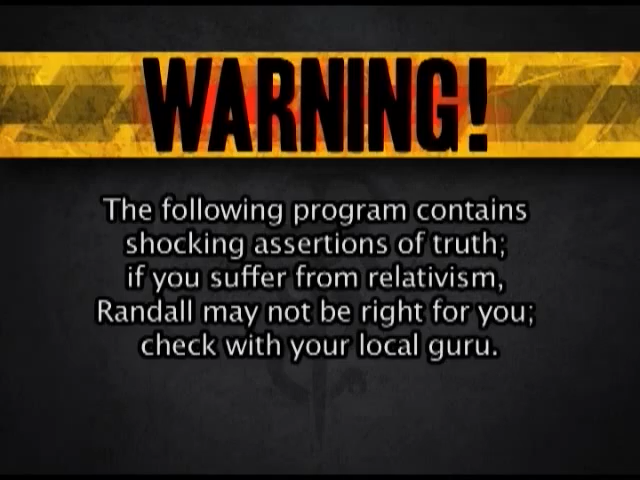 WARNING!
The following program contains
shocking assertions of truth;
if you suffer from relativism,
Randall may not be right for you;
check with your local guru.